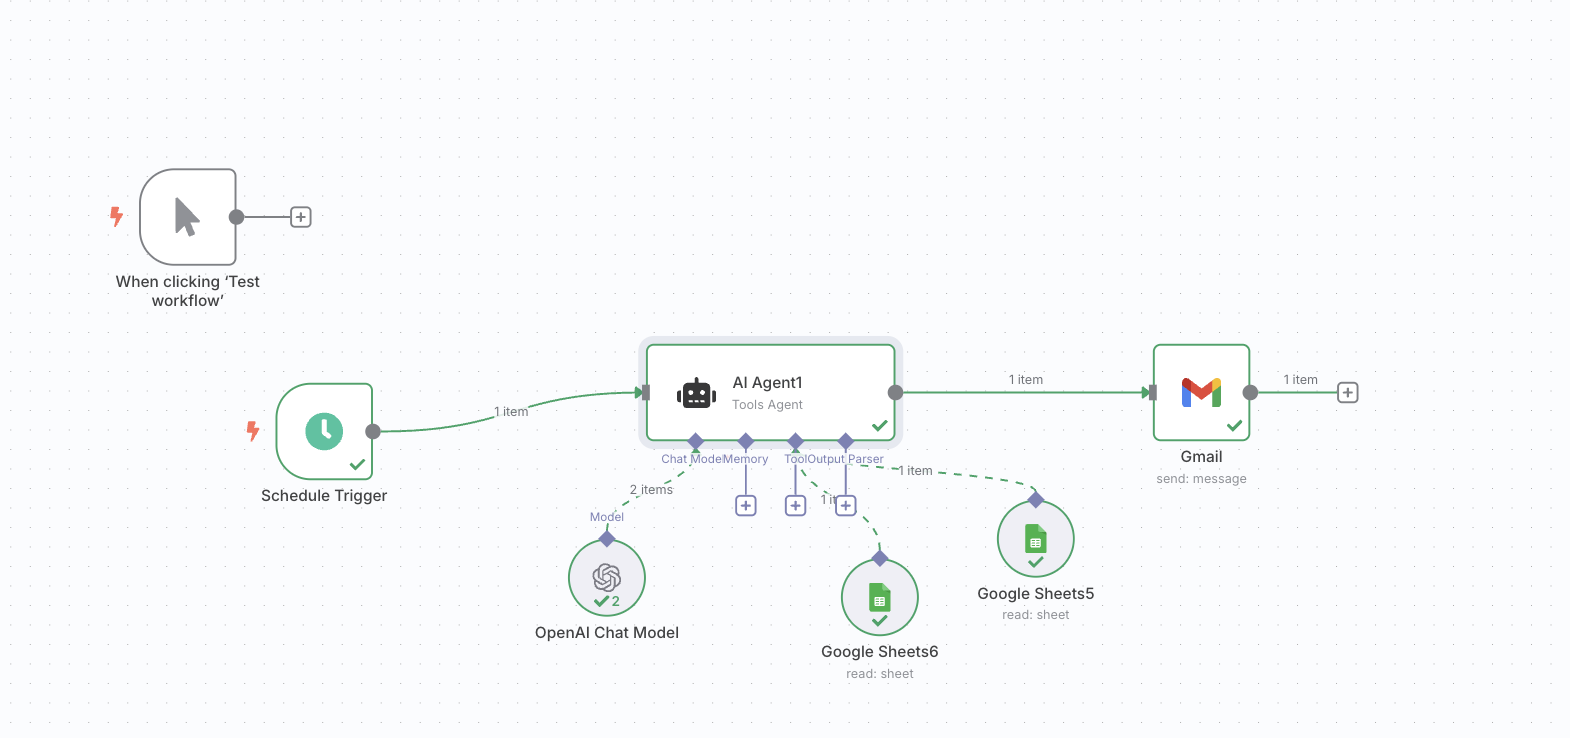 When clicking ‘Test
workflow’
1 item
Schedule Trigger
AI Agent1
Tools Agent
1 item
1 item
Gmail
send: message
Chat Model
Memory
Tool
Output Parser
2 items
1 it
1 item
Model
2
OpenAI Chat Model
Google Sheets6
read: sheet
Google Sheets5
read: sheet